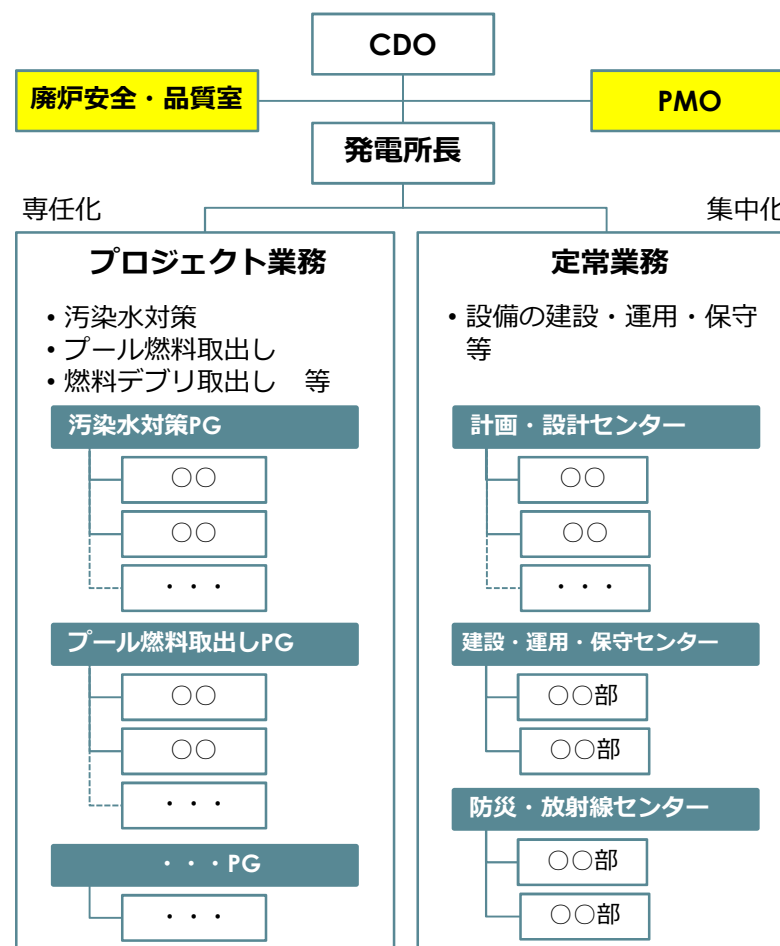 CDO
廃炉安全・品質室
PMO
発電所長
専任化
集中化
プロジェクト業務
・汚染水対策
・プール燃料取出し
・燃料デブリ取出し　等
汚染水対策PG
○○
○○
・・・
プール燃料取出しPG
○○
○○
・・・
・・・PG
・・・
定常業務
・設備の建設・運用・保守
等
計画・設計センター
○○
○○
・・・
建設・運用・保守センター
○○部
○○部
防災・放射線センター
○○部
○○部